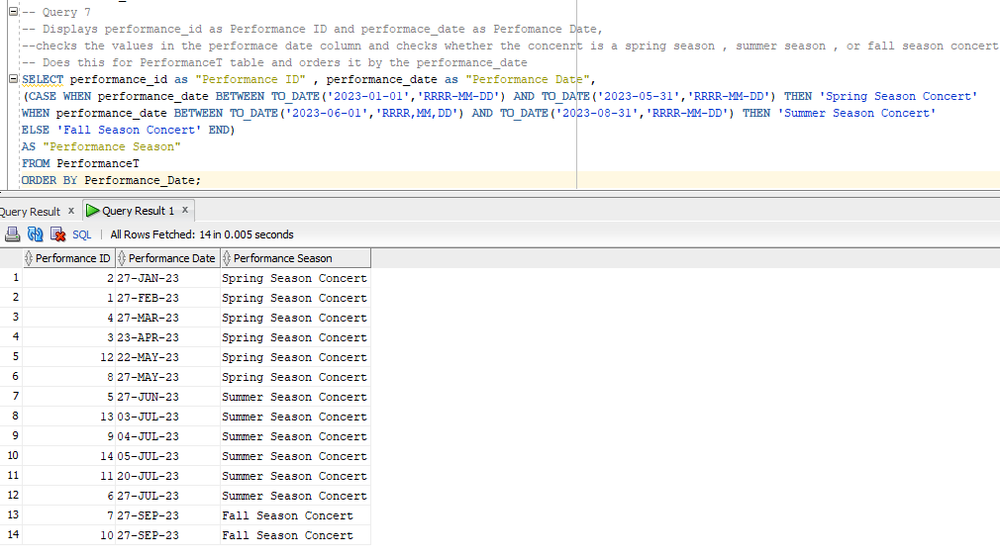 -- Query 7
-- Displays performance_id as Performance ID and performace_date as Perfomance Date,
--checks the values in the performace date column and checks whether the concenrt is a spring season , summer season , or fall season concert
-- Does this for PerformanceT table and orders it by the performance_date
SELECT performance_id as "Performance ID" , performance_date as "Performance Date",
(CASE WHEN performance_date BETWEEN TO_DATE('2023-01-01','RRRR-MM-DD') AND TO_DATE('2023-05-31','RRRR-MM-DD') THEN 'Spring Season Concert'
WHEN performance_date BETWEEN TO_DATE('2023-06-01','RRRR,MM,DD') AND TO_DATE('2023-08-31','RRRR-MM-DD') THEN 'Summer Season Concert'
ELSE 'Fall Season Concert' END)
AS "Performance Season"
FROM PerformanceT
ORDER BY Performance_Date;
Query Result x Query Result 1 x
SQL | All Rows Fetched: 14 in 0.005 seconds
Performance ID Performance Date Performance Season
1 2 27-JAN-23 Spring Season Concert
2 1 27-FEB-23 Spring Season Concert
3 4 27-MAR-23 Spring Season Concert
4 3 23-APR-23 Spring Season Concert
5 12 22-MAY-23 Spring Season Concert
6 8 27-MAY-23 Spring Season Concert
7 5 27-JUN-23 Summer Season Concert
8 13 03-JUL-23 Summer Season Concert
9 9 04-JUL-23 Summer Season Concert
10 14 05-JUL-23 Summer Season Concert
11 11 20-JUL-23 Summer Season Concert
12 6 27-JUL-23 Summer Season Concert
13 7 27-SEP-23 Fall Season Concert
14 10 27-SEP-23 Fall Season Concert